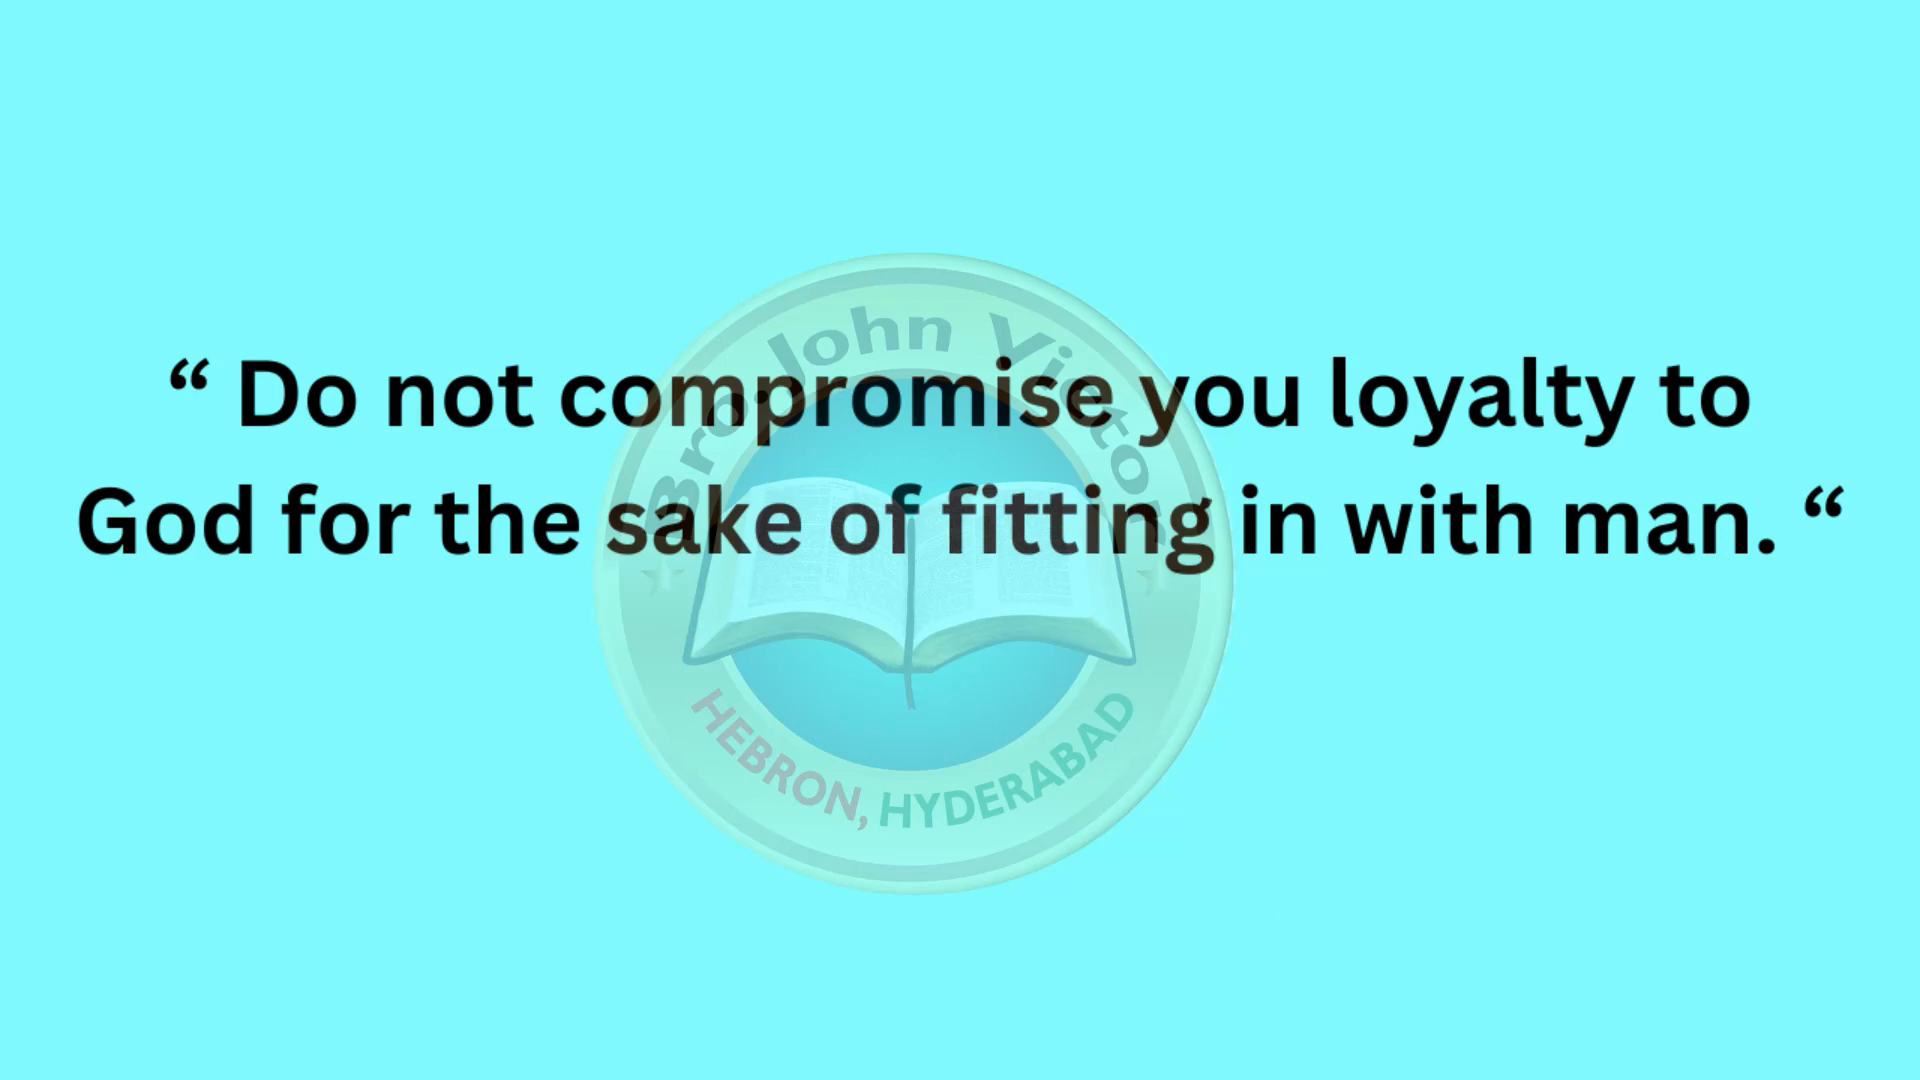 “ Do not compromise you loyalty to
God for the sake of fitting in with man. “
Bro. John Victor
HEBRON, HYDERABAD